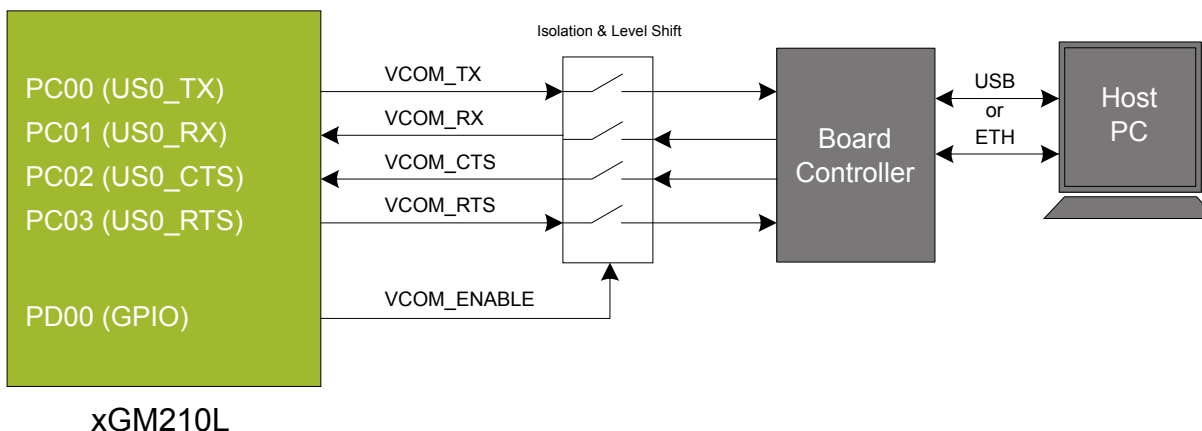 Isolation & Level Shift
PC00 (US0_TX)
PC01 (US0_RX)
PC02 (US0_CTS)
PC03 (US0_RTS)
PD00 (GPIO)
VCOM_TX
VCOM_RX
VCOM_CTS
VCOM_RTS
VCOM_ENABLE
Board
Controller
USB
or
ETH
Host
PC
xGM210L